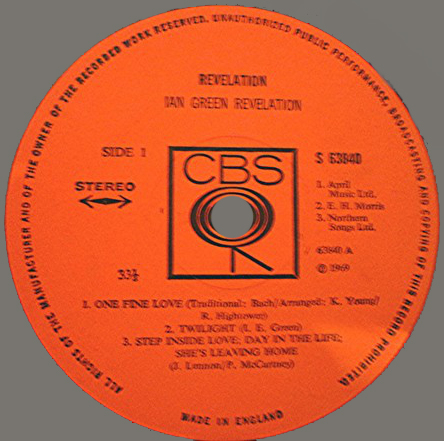 ALL RIGHTS OF THE MANUFACTURER AND OF THE OWNER OF THE RECORDED WORK RESERVED. UNAUTHORIZED PUBLIC PERFORMANCE, BROADCASTING AND COPYING OF THIS RECORD PROHIBITED.
REVELATION
IAN GREEN REVELATION
SIDE 1
CBS
S 63840
STEREO
1. April
Music Ltd.
2. E. H. Morris
3. Northern
Songs Ltd.
63840 A
℗ 1969
33⅓
1. ONE FINE LOVE (Traditional: Bach/Arranged: K. Young/
R. Hightower)
2. TWILIGHT (I. E. Green)
3. STEP INSIDE LOVE; DAY IN THE LIFE;
SHE'S LEAVING HOME
(J. Lennon/P. McCartney)
MADE IN ENGLAND